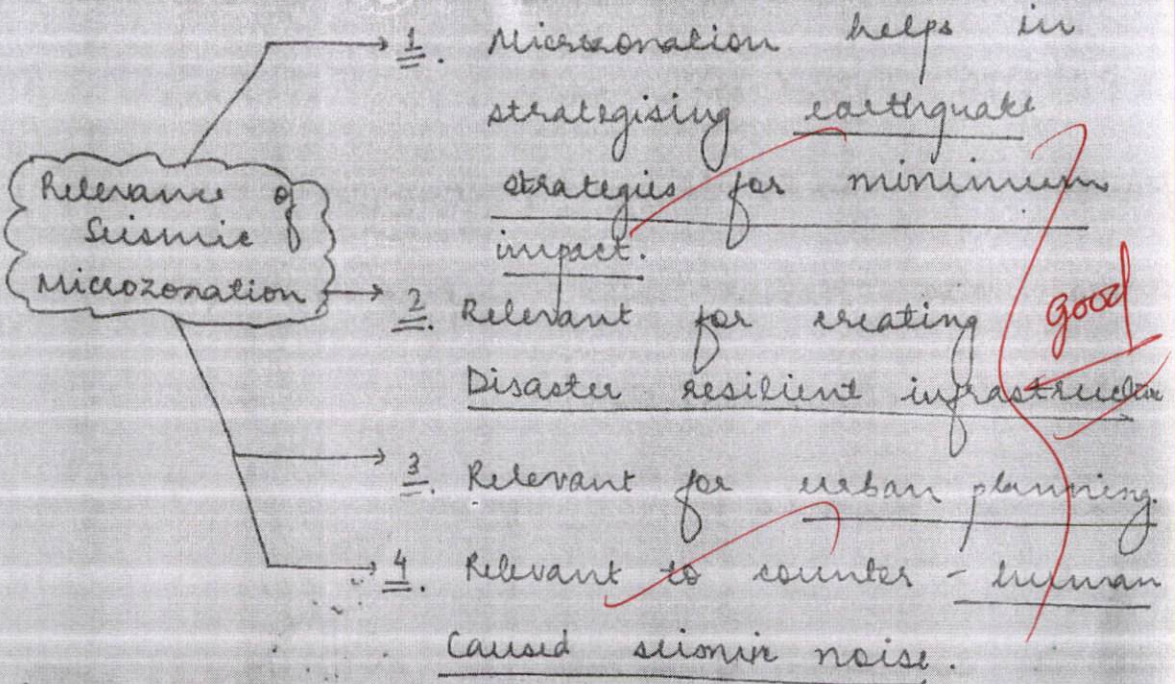 Relevance of
Seismic
Microzonation
1. Microzonation helps in
strategising earthquake
strategies for minimum
impact.
2. Relevant for creating
Disaster resilient infrastructure
3. Relevant for urban planning.
4. Relevant to counter - human
Caused seismic noise.
good